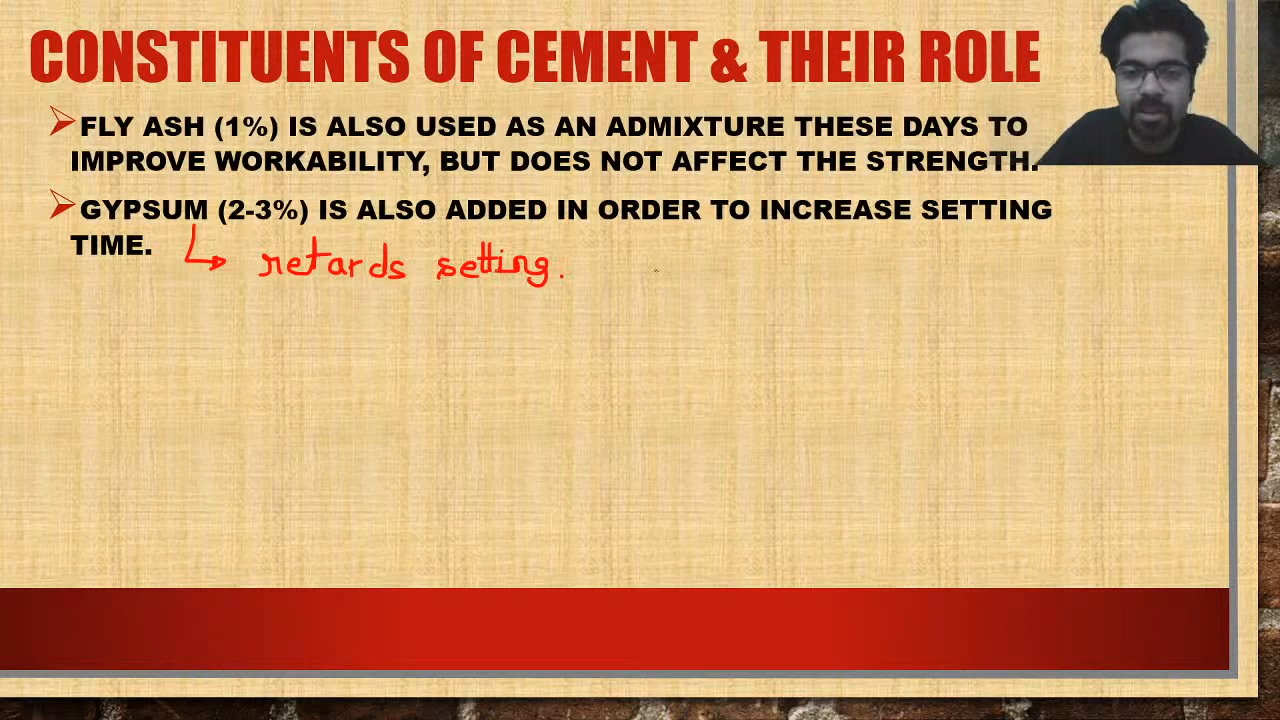 CONSTITUENTS OF CEMENT & THEIR ROLE
FLY ASH (1%) IS ALSO USED AS AN ADMIXTURE THESE DAYS TO
IMPROVE WORKABILITY, BUT DOES NOT AFFECT THE STRENGTH.
GYPSUM (2-3%) IS ALSO ADDED IN ORDER TO INCREASE SETTING
TIME.
retards setting.